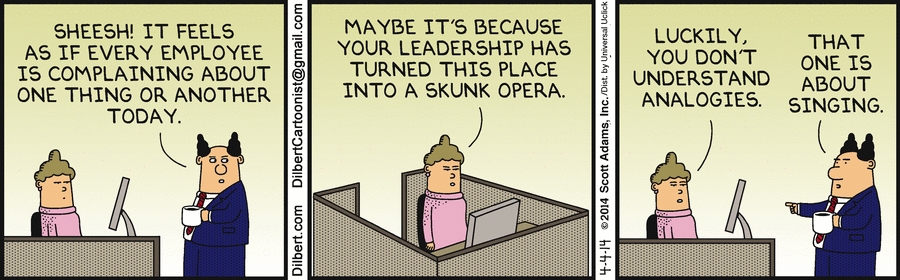 SHEESH! IT FEELS
AS IF EVERY EMPLOYEE
IS COMPLAINING ABOUT
ONE THING OR ANOTHER
TODAY.
Dilbert.com DilbertCartoonist@gmail.com
MAYBE IT'S BECAUSE
YOUR LEADERSHIP HAS
TURNED THIS PLACE
INTO A SKUNK OPERA.
4-4-14 © 2014 Scott Adams, Inc. /Dist. by Universal Uclick
LUCKILY,
YOU DON'T
UNDERSTAND
ANALOGIES.
THAT
ONE IS
ABOUT
SINGING.